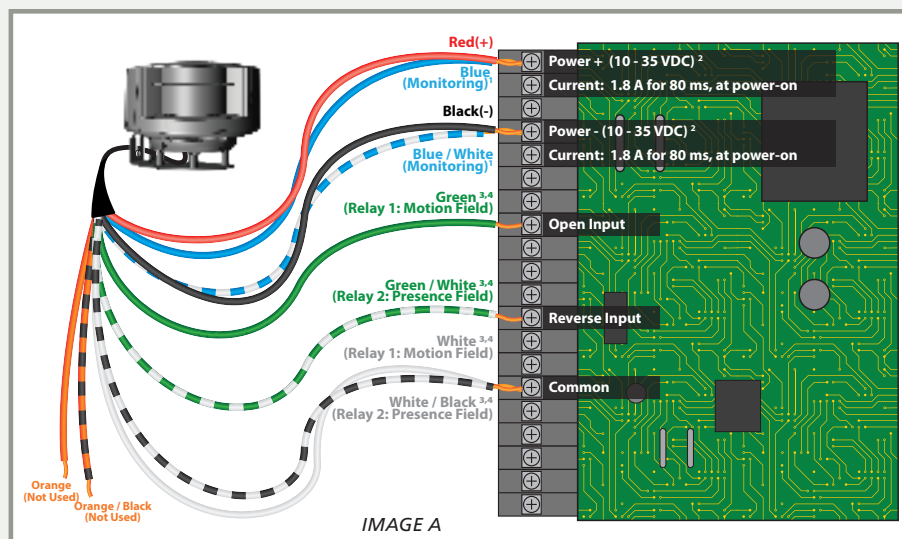 Red(+)
Blue
(Monitoring)¹
Black(-)
Blue / White
(Monitoring)¹
Green ³,⁴
(Relay 1: Motion Field)
Green / White ³,⁴
(Relay 2: Presence Field)
White ³,⁴
(Relay 1: Motion Field)
White / Black ³,⁴
(Relay 2: Presence Field)
Power + (10 - 35 VDC) ²
Current: 1.8 A for 80 ms, at power-on
Power - (10 - 35 VDC) ²
Current: 1.8 A for 80 ms, at power-on
Open Input
Reverse Input
Common
Orange
(Not Used)
Orange / Black
(Not Used)
IMAGE A